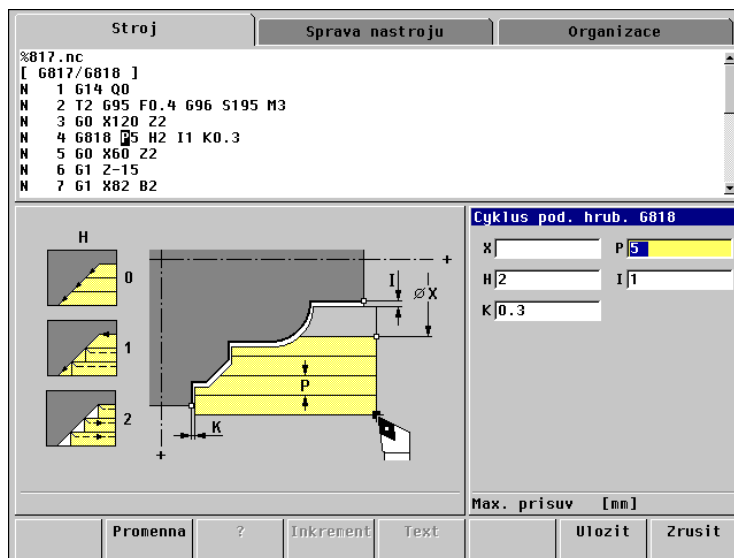 Stroj
Sprava nastroju
Organizace
%817.nc
[ G817/G818 ]
N 1 G14 Q0
N 2 T2 G95 F0.4 G96 S195 M3
N 3 G0 X120 Z2
N 4 G818 P5 H2 I1 K0.3
N 5 G0 X60 Z2
N 6 G1 Z-15
N 7 G1 X82 B2
H
0
1
2
+
I
øX
P
K
+
Cyklus pod. hrub. G818
X
P 5
H 2
I 1
K 0.3
Max. prisuv [mm]
Promenna
?
Inkrement
Text
Ulozit
Zrusit